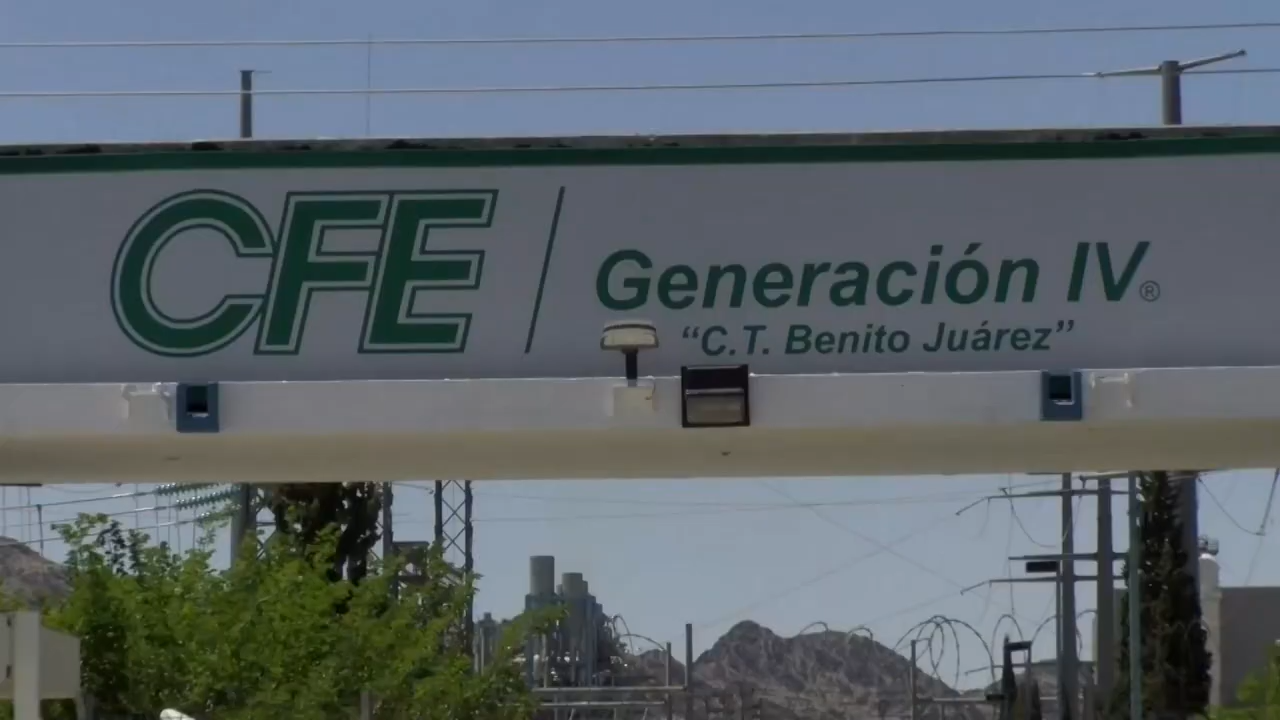 CFE
Generación IV®
“C.T. Benito Juárez”